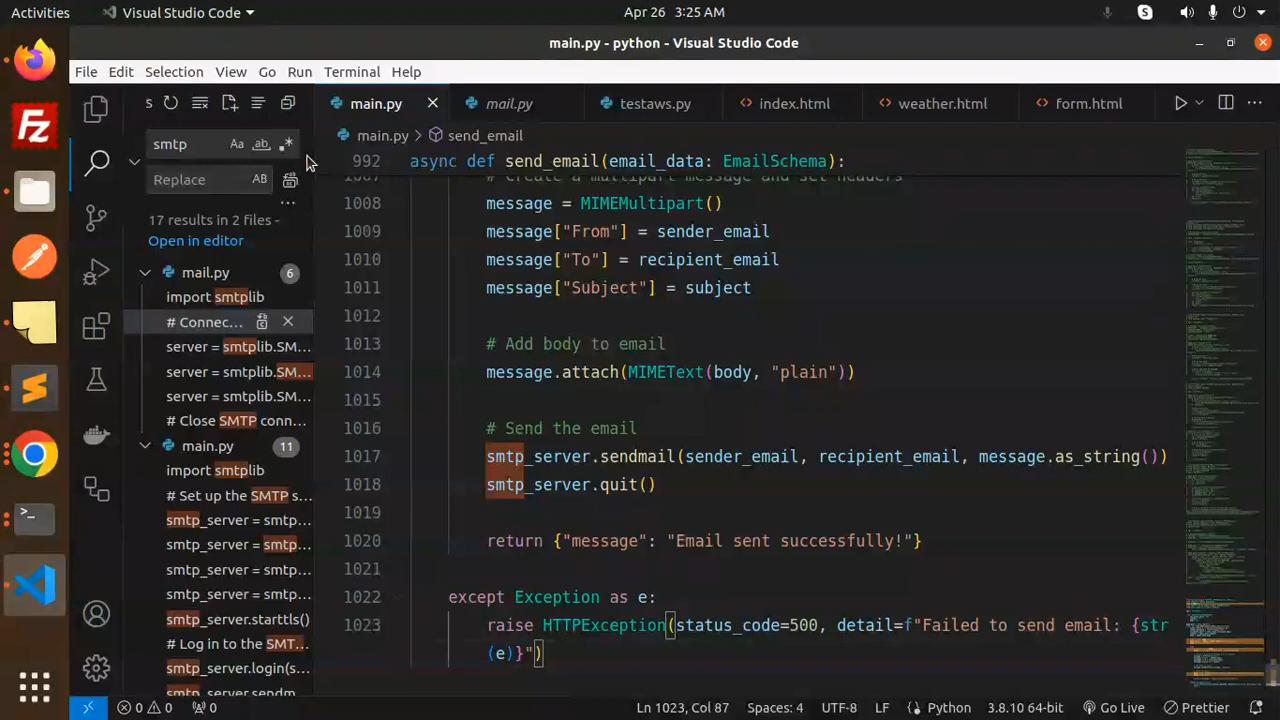 Activities
Visual Studio Code
Apr 26 3:25 AM
main.py - python - Visual Studio Code
File Edit Selection View Go Run Terminal Help
main.py
mail.py
testaws.py
index.html
weather.html
form.html
main.py > send_email
smtp
Aa
ab
Replace
AB
17 results in 2 files -
Open in editor
mail.py
6
import smtplib
# Connec...
server = smtplib.SM...
server = smtplib.SM...
server = smtplib.SM...
# Close SMTP conn...
main.py
11
import smtplib
# Set up the SMTP s...
smtp_server = smtp...
smtp_server = smtp...
smtp_server = smtp...
smtp_server = smtp...
smtp_server.starttls()
# Log in to the SMT...
smtp_server.login(s...
smtp_server.sendm...
992 async def send_email(email_data: EmailSchema):
a multipart message and set headers
1008 message = MIMEMultipart()
1009 message["From"] = sender_email
1010 message["To"] = recipient_email
1011 message["Subject"] = subject
1012
1013 # Add body to email
1014 message.attach(MIMEText(body, "plain"))
1015
1016 # Send the email
1017 smtp_server.sendmail(sender_email, recipient_email, message.as_string())
1018 smtp_server.quit()
1019
1020 return {"message": "Email sent successfully!"}
1021
1022 except Exception as e:
1023 raise HTTPException(status_code=500, detail=f"Failed to send email: {str
(e)}")
0 0 0
Ln 1023, Col 87
Spaces: 4
UTF-8
LF
Python
3.8.10 64-bit
Go Live
Prettier